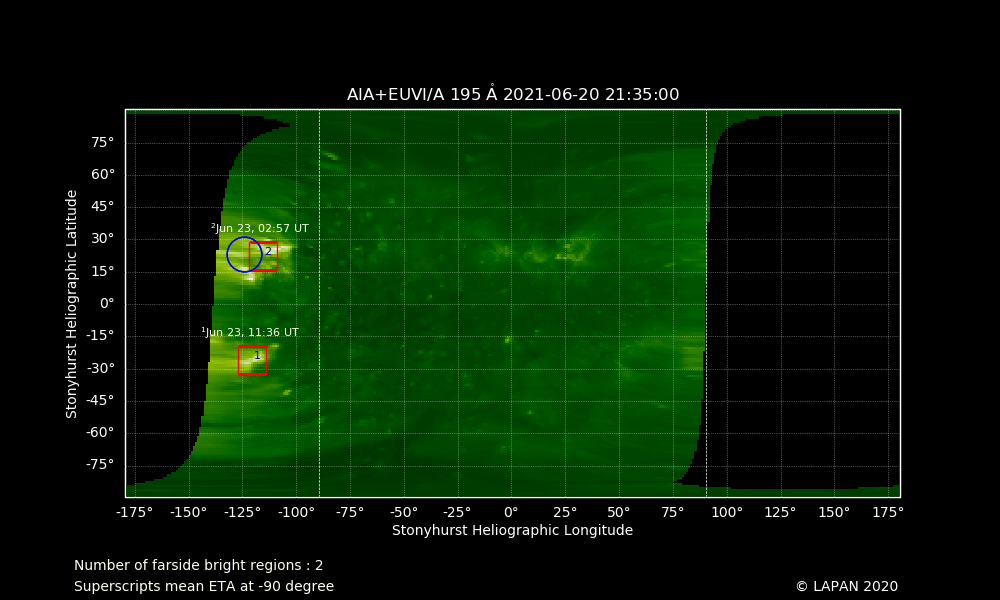 AIA+EUVI/A 195 Å 2021-06-20 21:35:00
75°
60°
45°
30°
15°
0°
-15°
-30°
-45°
-60°
-75°
Stonyhurst Heliographic Latitude
²Jun 23, 02:57 UT
2
¹Jun 23, 11:36 UT
1
-175° -150° -125° -100° -75° -50° -25° 0° 25° 50° 75° 100° 125° 150° 175°
Stonyhurst Heliographic Longitude
Number of farside bright regions : 2
Superscripts mean ETA at -90 degree
© LAPAN 2020